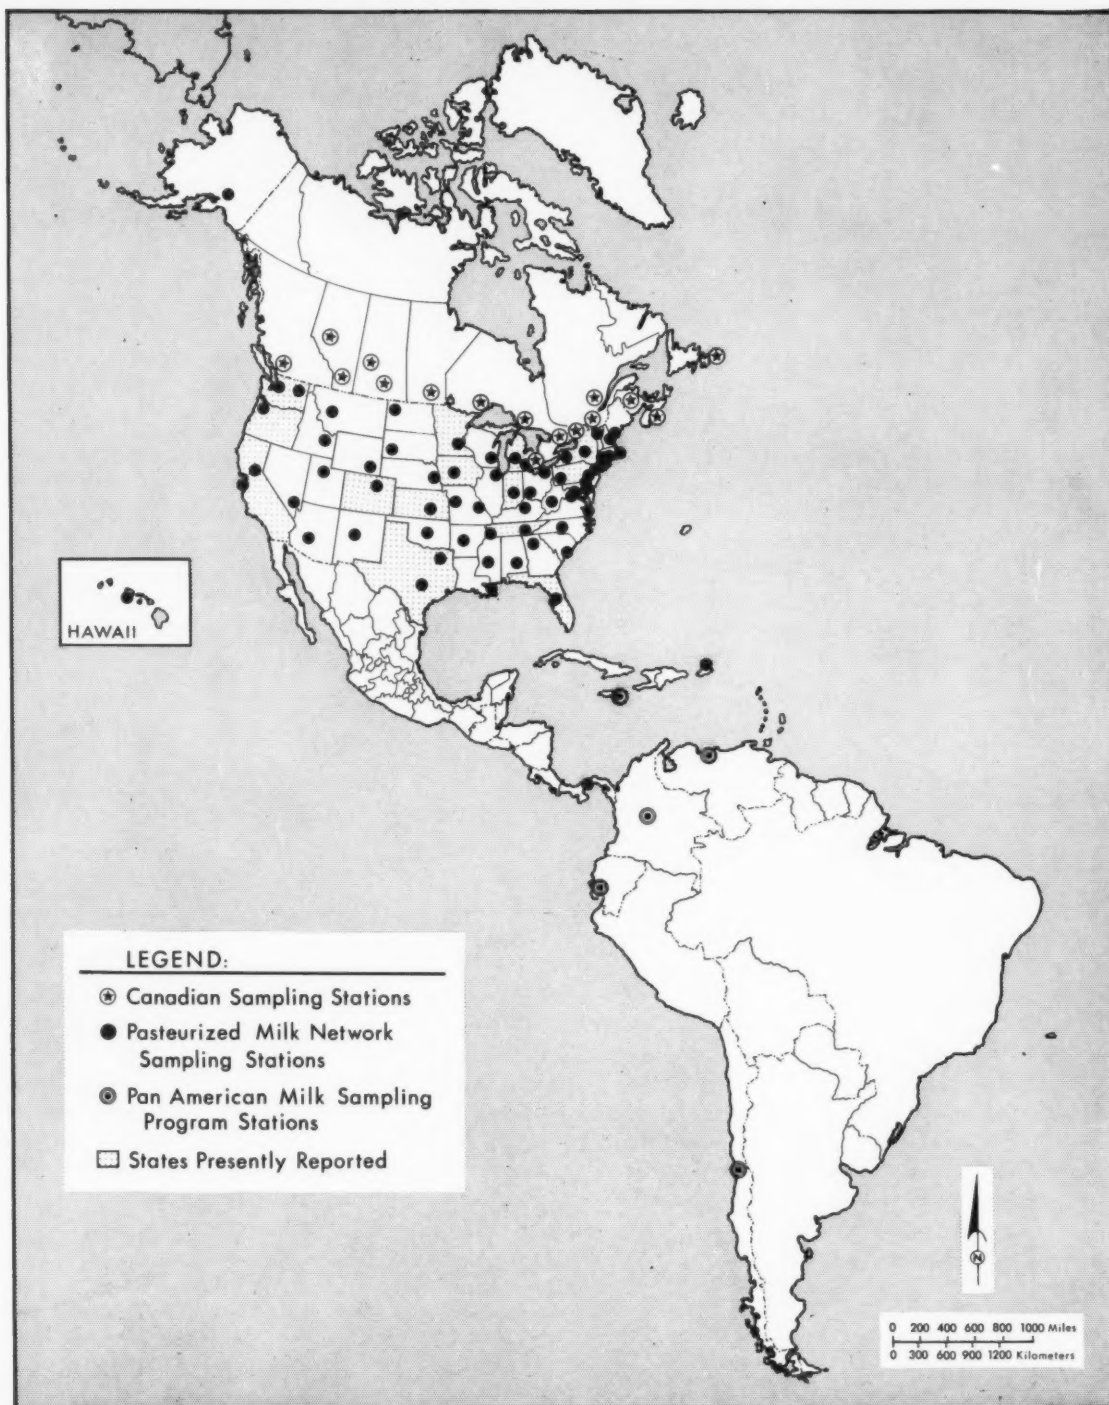 HAWAII
LEGEND:
Canadian Sampling Stations
Pasteurized Milk Network
Sampling Stations
Pan American Milk Sampling
Program Stations
States Presently Reported
N
0 200 400 600 800 1000 Miles
0 300 600 900 1200 Kilometers